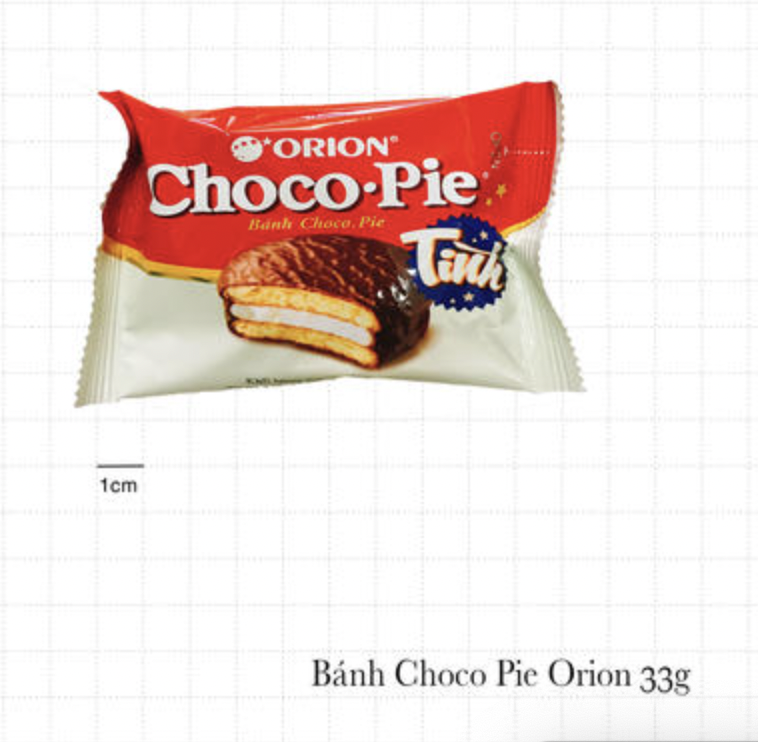 ORION®
Choco•Pie
Bánh Choco.Pie
Tình
1cm
Bánh Choco Pie Orion 33g